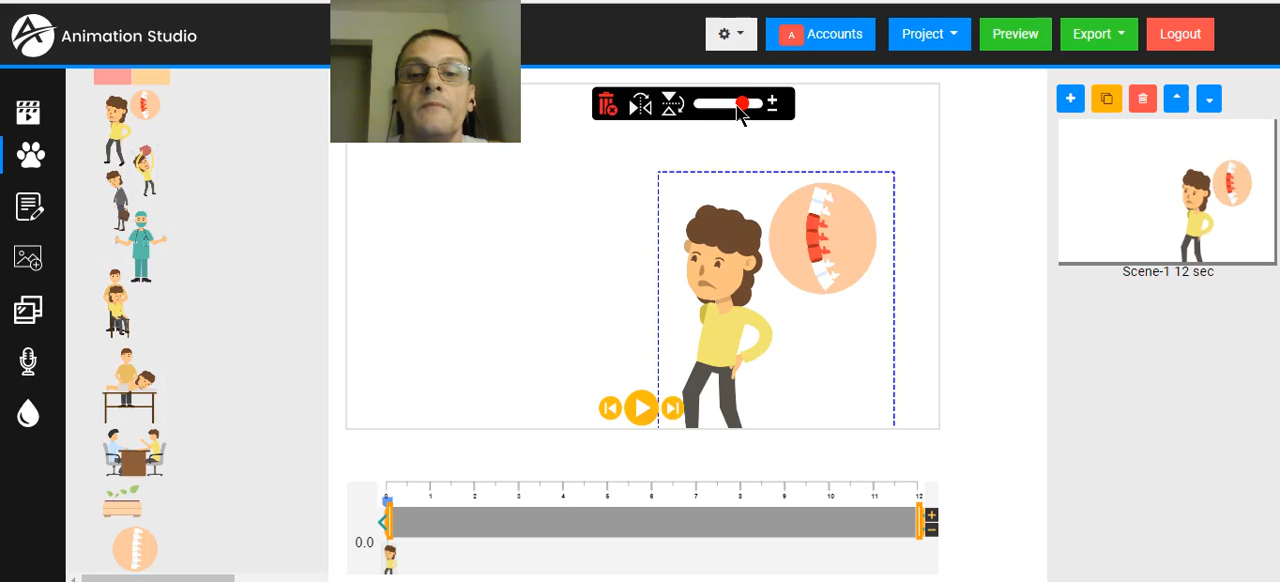 Animation Studio
A Accounts
Project
Preview
Export
Logout
Scene-1 12 sec
0 1 2 3 4 5 6 7 8 9 10 11 12
0.0